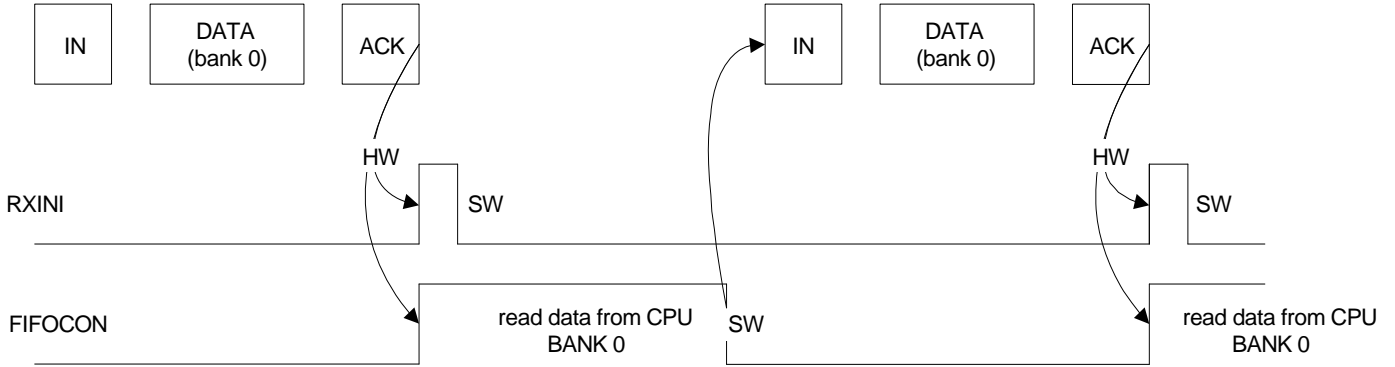 IN
DATA
(bank 0)
ACK
IN
DATA
(bank 0)
ACK
HW
HW
RXINI
SW
SW
FIFOCON
read data from CPU
BANK 0
SW
read data from CPU
BANK 0